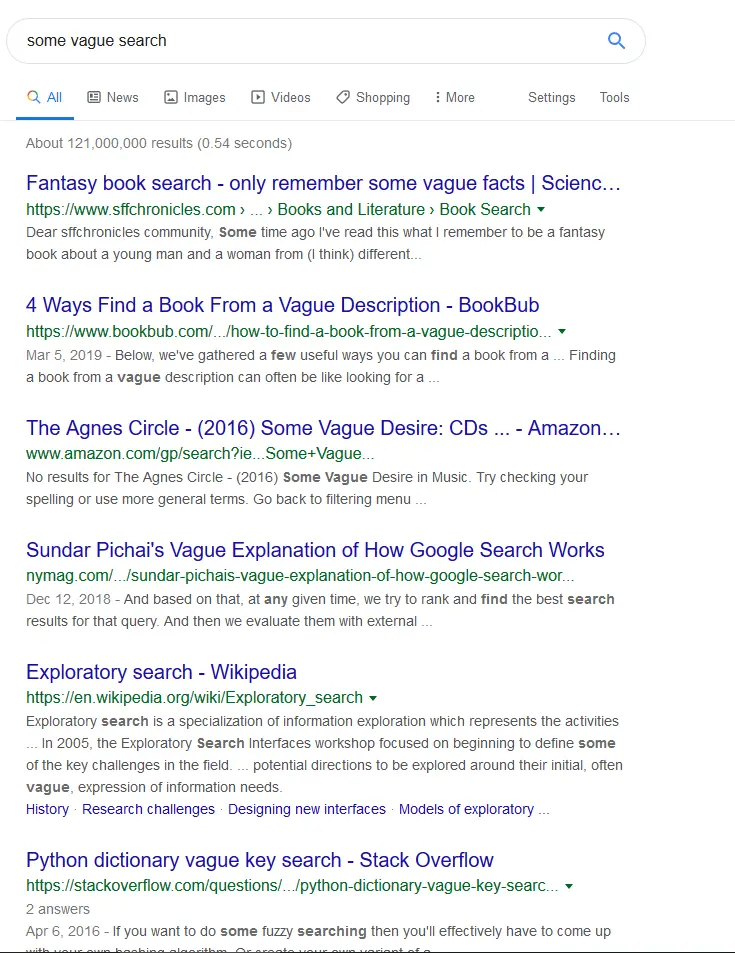 some vague search
All News Images Videos Shopping More Settings Tools
About 121,000,000 results (0.54 seconds)
Fantasy book search - only remember some vague facts | Scienc…
https://www.sffchronicles.com › ... › Books and Literature › Book Search
Dear sffchronicles community, Some time ago I've read this what I remember to be a fantasy
book about a young man and a woman from (I think) different...
4 Ways Find a Book From a Vague Description - BookBub
https://www.bookbub.com/.../how-to-find-a-book-from-a-vague-descriptio...
Mar 5, 2019 - Below, we've gathered a few useful ways you can find a book from a ... Finding
a book from a vague description can often be like looking for a ...
The Agnes Circle - (2016) Some Vague Desire: CDs ... - Amazon…
www.amazon.com/gp/search?ie...Some+Vague...
No results for The Agnes Circle - (2016) Some Vague Desire in Music. Try checking your
spelling or use more general terms. Go back to filtering menu ...
Sundar Pichai's Vague Explanation of How Google Search Works
nymag.com/.../sundar-pichais-vague-explanation-of-how-google-search-wor...
Dec 12, 2018 - And based on that, at any given time, we try to rank and find the best search
results for that query. And then we evaluate them with external ...
Exploratory search - Wikipedia
https://en.wikipedia.org/wiki/Exploratory_search
Exploratory search is a specialization of information exploration which represents the activities
... In 2005, the Exploratory Search Interfaces workshop focused on beginning to define some
of the key challenges in the field. ... potential directions to be explored around their initial, often
vague, expression of information needs.
History · Research challenges · Designing new interfaces · Models of exploratory ...
Python dictionary vague key search - Stack Overflow
https://stackoverflow.com/questions/.../python-dictionary-vague-key-searc...
2 answers
Apr 6, 2016 - If you want to do some fuzzy searching then you'll effectively have to come up
with your own hashing algorithm. Or create your own variant of a